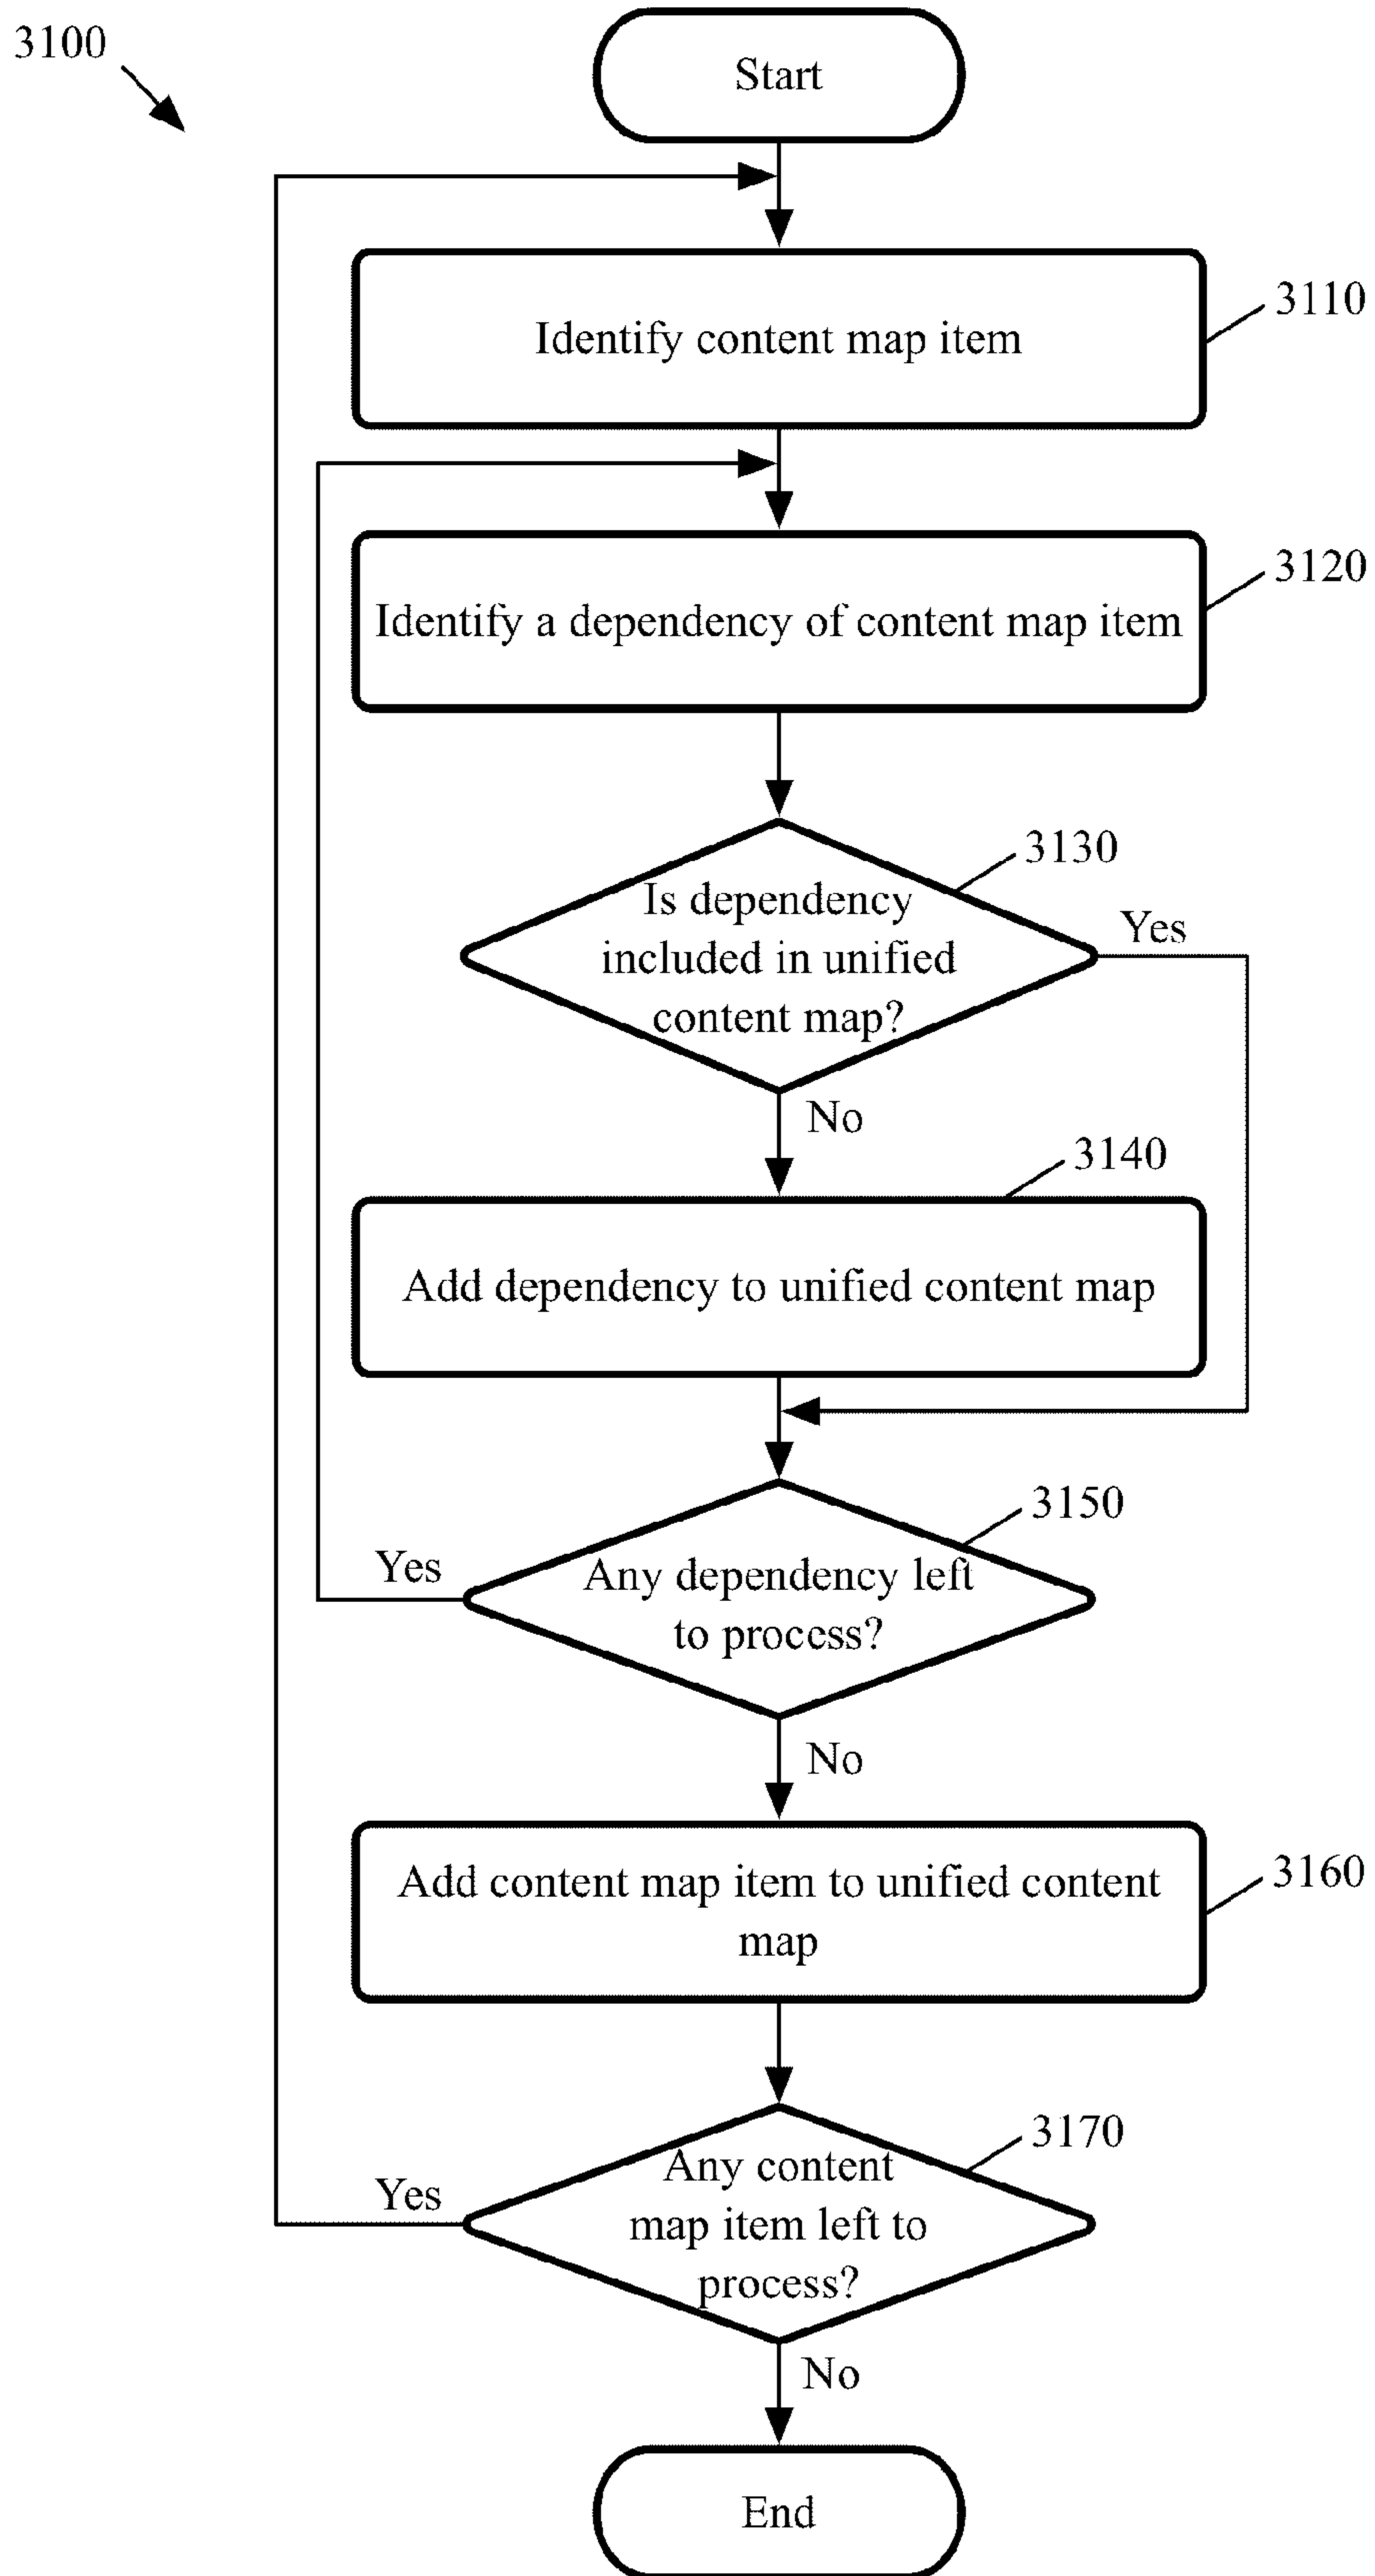 3100
Start
Identify content map item
3110
Identify a dependency of content map item
3120
3130
Is dependency
included in unified
content map?
Yes
No
3140
Add dependency to unified content map
3150
Any dependency left
to process?
Yes
No
Add content map item to unified content
map
3160
3170
Any content
map item left to
process?
Yes
No
End